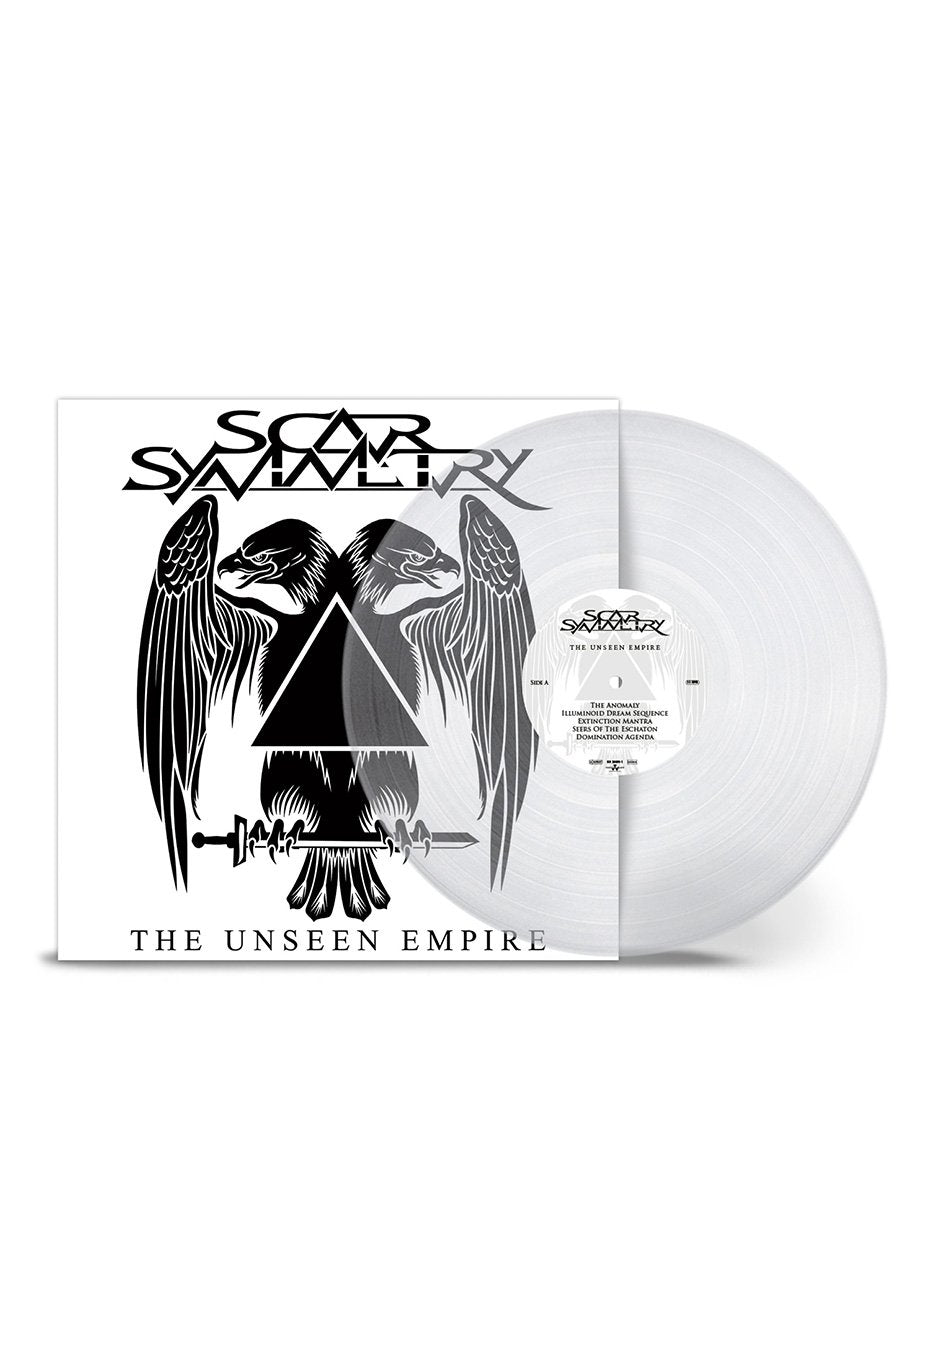 SCAR
SYMMETRY
THE UNSEEN EMPIRE
SCAR
SYMMETRY
THE UNSEEN EMPIRE
SIDE A
THE ANOMALY
ILLUMINOID DREAM SEQUENCE
EXTINCTION MANTRA
SEERS OF THE ESCHATON
DOMINATION AGENDA